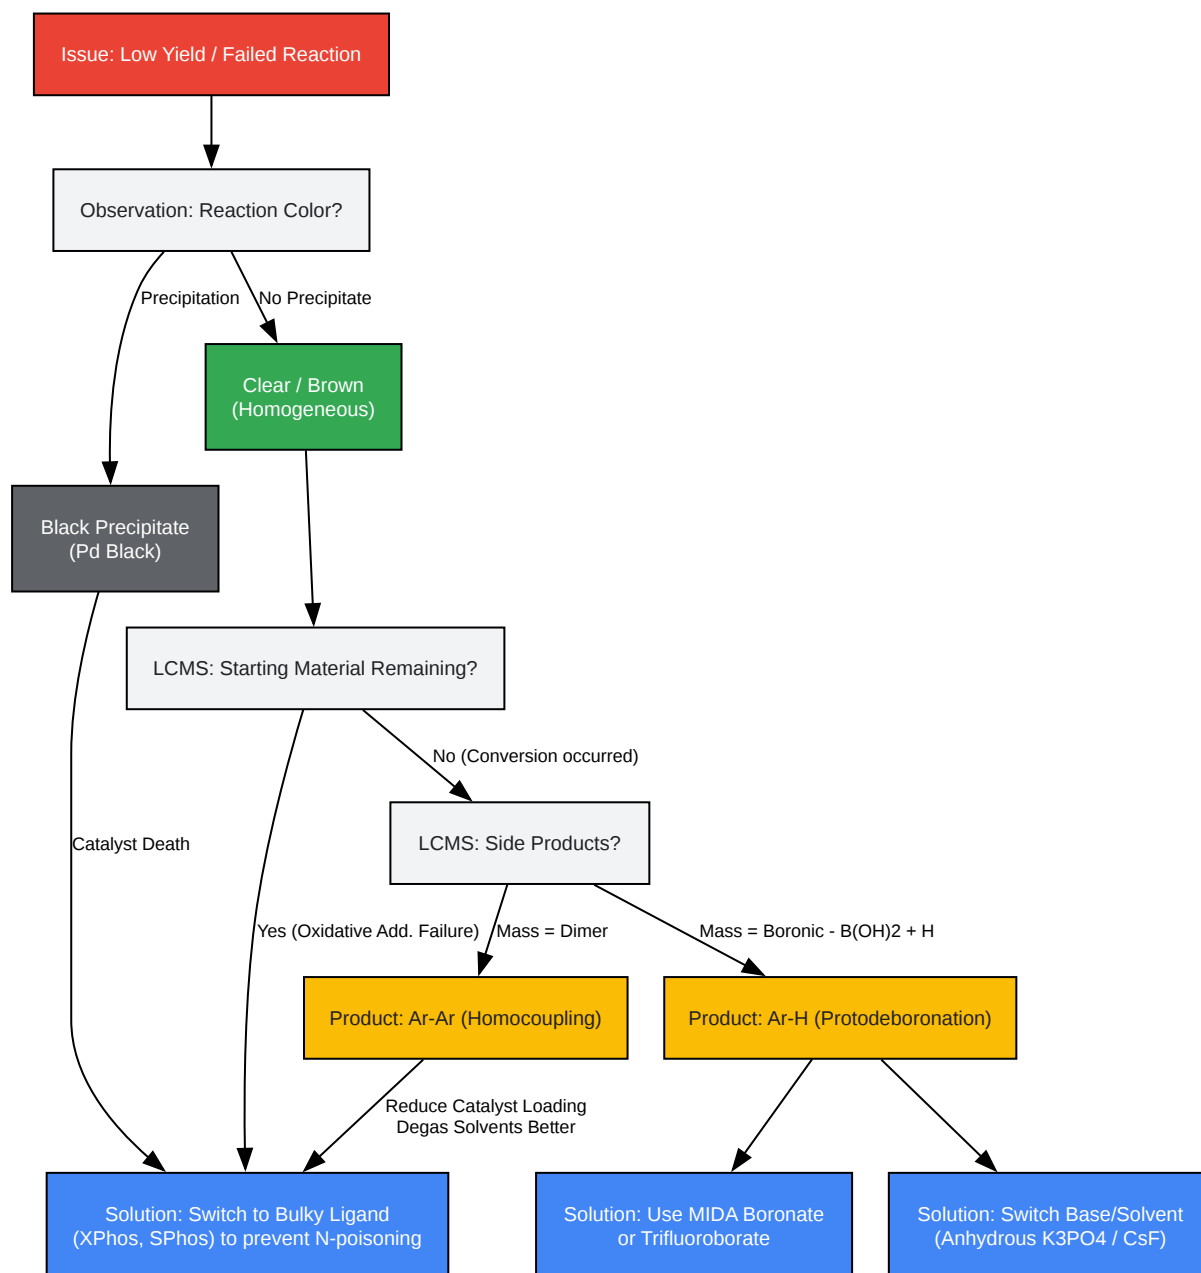 Issue: Low Yield / Failed Reaction
Observation: Reaction Color?
Precipitation
No Precipitate
Clear / Brown
(Homogeneous)
Black Precipitate
(Pd Black)
LCMS: Starting Material Remaining?
No (Conversion occurred)
LCMS: Side Products?
Catalyst Death
Yes (Oxidative Add. Failure)
Mass = Dimer
Mass = Boronic - B(OH)2 + H
Product: Ar-Ar (Homocoupling)
Product: Ar-H (Protodeboronation)
Reduce Catalyst Loading
Degas Solvents Better
Solution: Switch to Bulky Ligand
(XPhos, SPhos) to prevent N-poisoning
Solution: Use MIDA Boronate
or Trifluoroborate
Solution: Switch Base/Solvent
(Anhydrous K3PO4 / CsF)